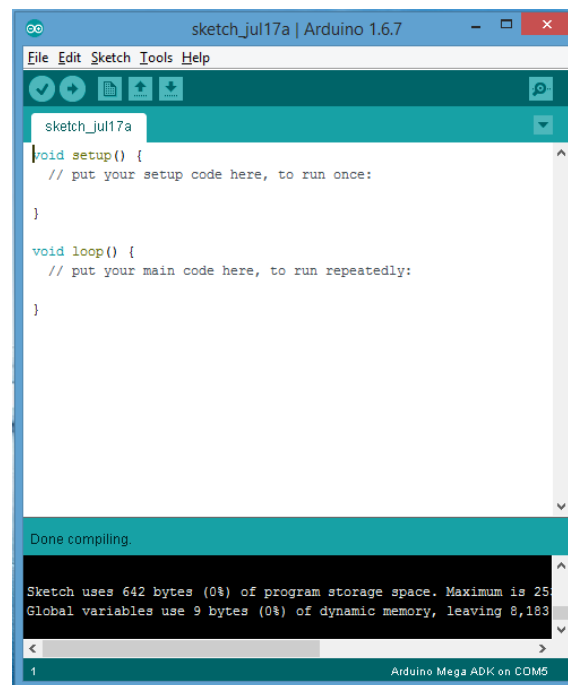 sketch_jul17a | Arduino 1.6.7
File Edit Sketch Tools Help
sketch_jul17a
void setup() {
  // put your setup code here, to run once:
}
void loop() {
  // put your main code here, to run repeatedly:
}
Done compiling.
Sketch uses 642 bytes (0%) of program storage space. Maximum is 25
Global variables use 9 bytes (0%) of dynamic memory, leaving 8,183
1 Arduino Mega ADK on COM5